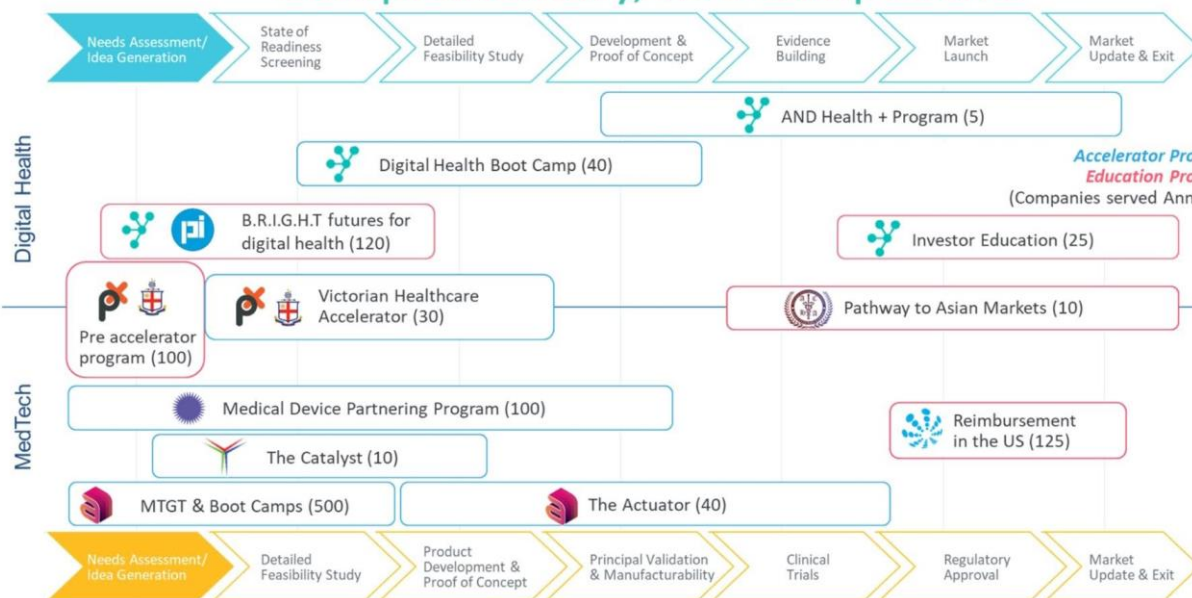 Needs Assessment/
Idea Generation
State of
Readiness
Screening
Detailed
Feasibility Study
Development &
Proof of Concept
Evidence
Building
Market
Launch
Market
Update & Exit
Digital Health
AND Health + Program (5)
Digital Health Boot Camp (40)
Accelerator Pro
Education Pro
(Companies served Ann
pi
B.R.I.G.H.T futures for
digital health (120)
Investor Education (25)
Pre accelerator
program (100)
Victorian Healthcare
Accelerator (30)
Pathway to Asian Markets (10)
MedTech
Medical Device Partnering Program (100)
Reimbursement
in the US (125)
The Catalyst (10)
MTGT & Boot Camps (500)
The Actuator (40)
Needs Assessment/
Idea Generation
Detailed
Feasibility Study
Product
Development &
Proof of Concept
Principal Validation
& Manufacturability
Clinical
Trials
Regulatory
Approval
Market
Update & Exit